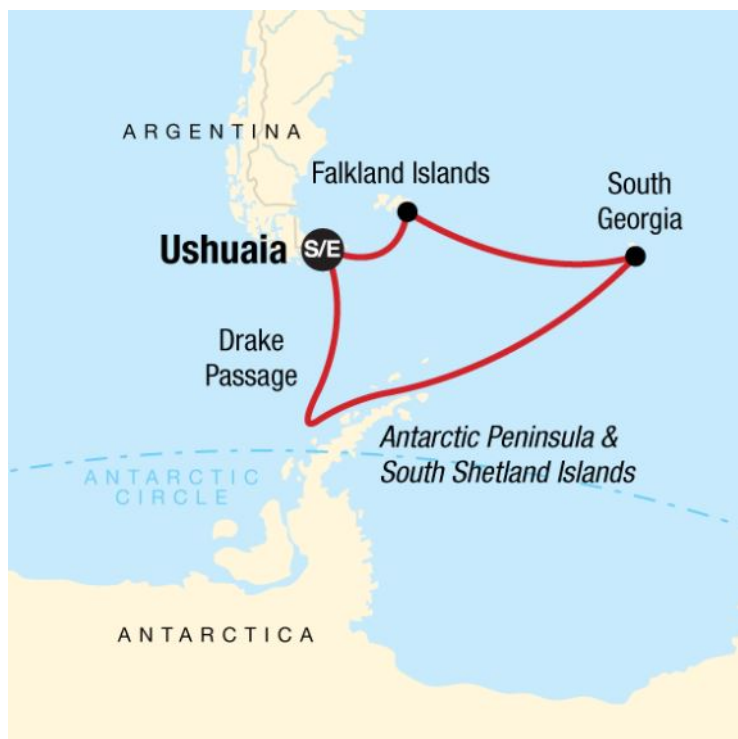 ARGENTINA
Falkland Islands
South
Georgia
Ushuaia S/E
Drake
Passage
Antarctic Peninsula &
South Shetland Islands
ANTARCTIC
CIRCLE
ANTARCTICA